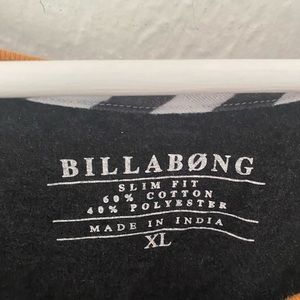 BILLABØNG
SLIM FIT
60% COTTON
40% POLYESTER
MADE IN INDIA
XL